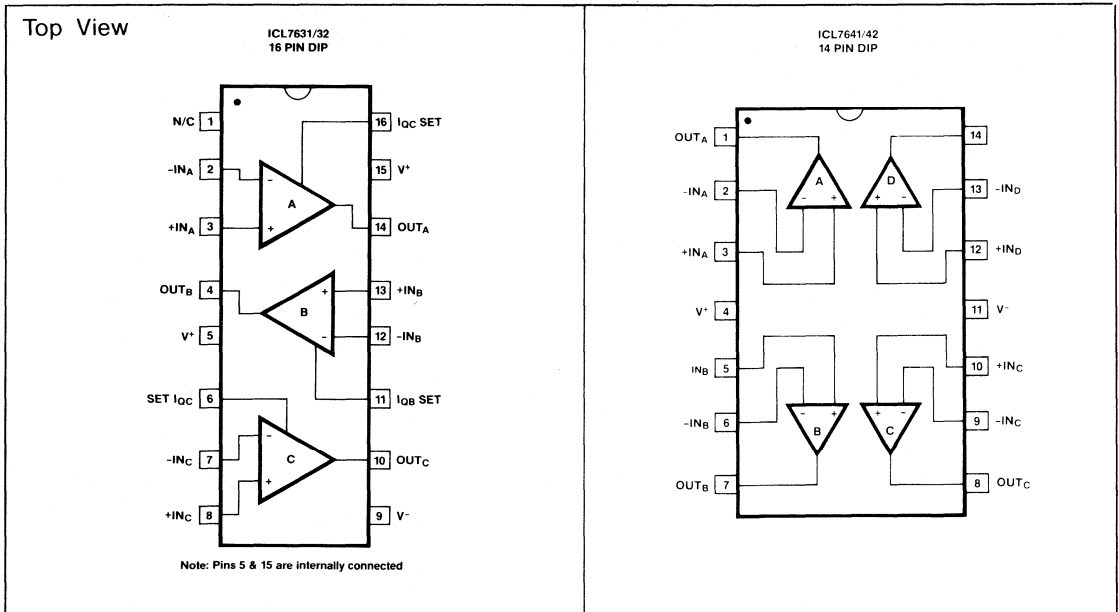 Top View
ICL7631/32
16 PIN DIP
N/C 1
-INA 2
+INA 3
OUTB 4
V+ 5
SET IQC 6
-INC 7
+INC 8
16 IQC SET
15 V+
14 OUTA
13 +INB
12 -INB
11 IQB SET
10 OUTC
9 V-
- A +
B + -
- C +
Note: Pins 5 & 15 are internally connected
ICL7641/42
14 PIN DIP
OUTA 1
-INA 2
+INA 3
V+ 4
INB 5
-INB 6
OUTB 7
14
13 -IND
12 +IND
11 V-
10 +INC
9 -INC
8 OUTC
A - +
D + -
- + B
+ - C